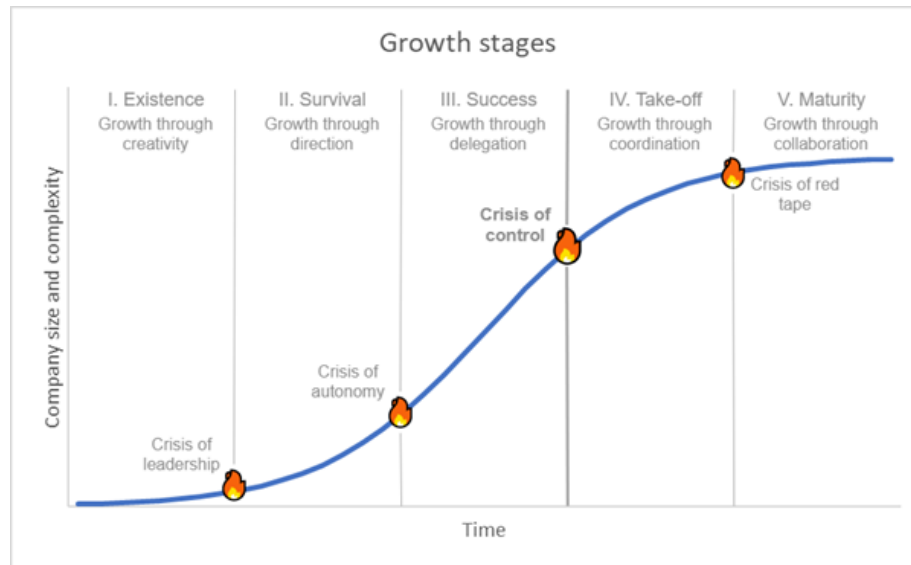 Growth stages
I. Existence
Growth through
creativity
II. Survival
Growth through
direction
III. Success
Growth through
delegation
IV. Take-off
Growth through
coordination
V. Maturity
Growth through
collaboration
Crisis of red
tape
Crisis of
control
Crisis of
autonomy
Crisis of
leadership
Company size and complexity
Time